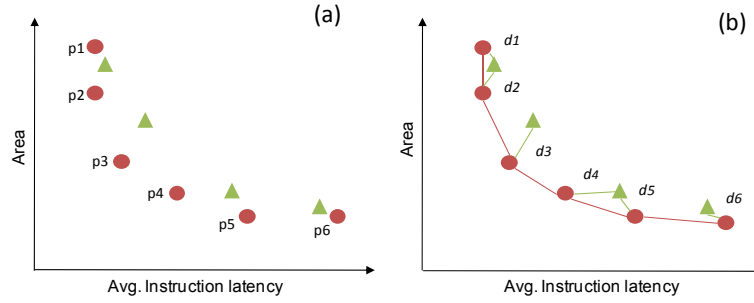 (a)
p1
p2
p3
p4
p5
p6
Area
Avg. Instruction latency
(b)
d1
d2
d3
d4
d5
d6
Area
Avg. Instruction latency